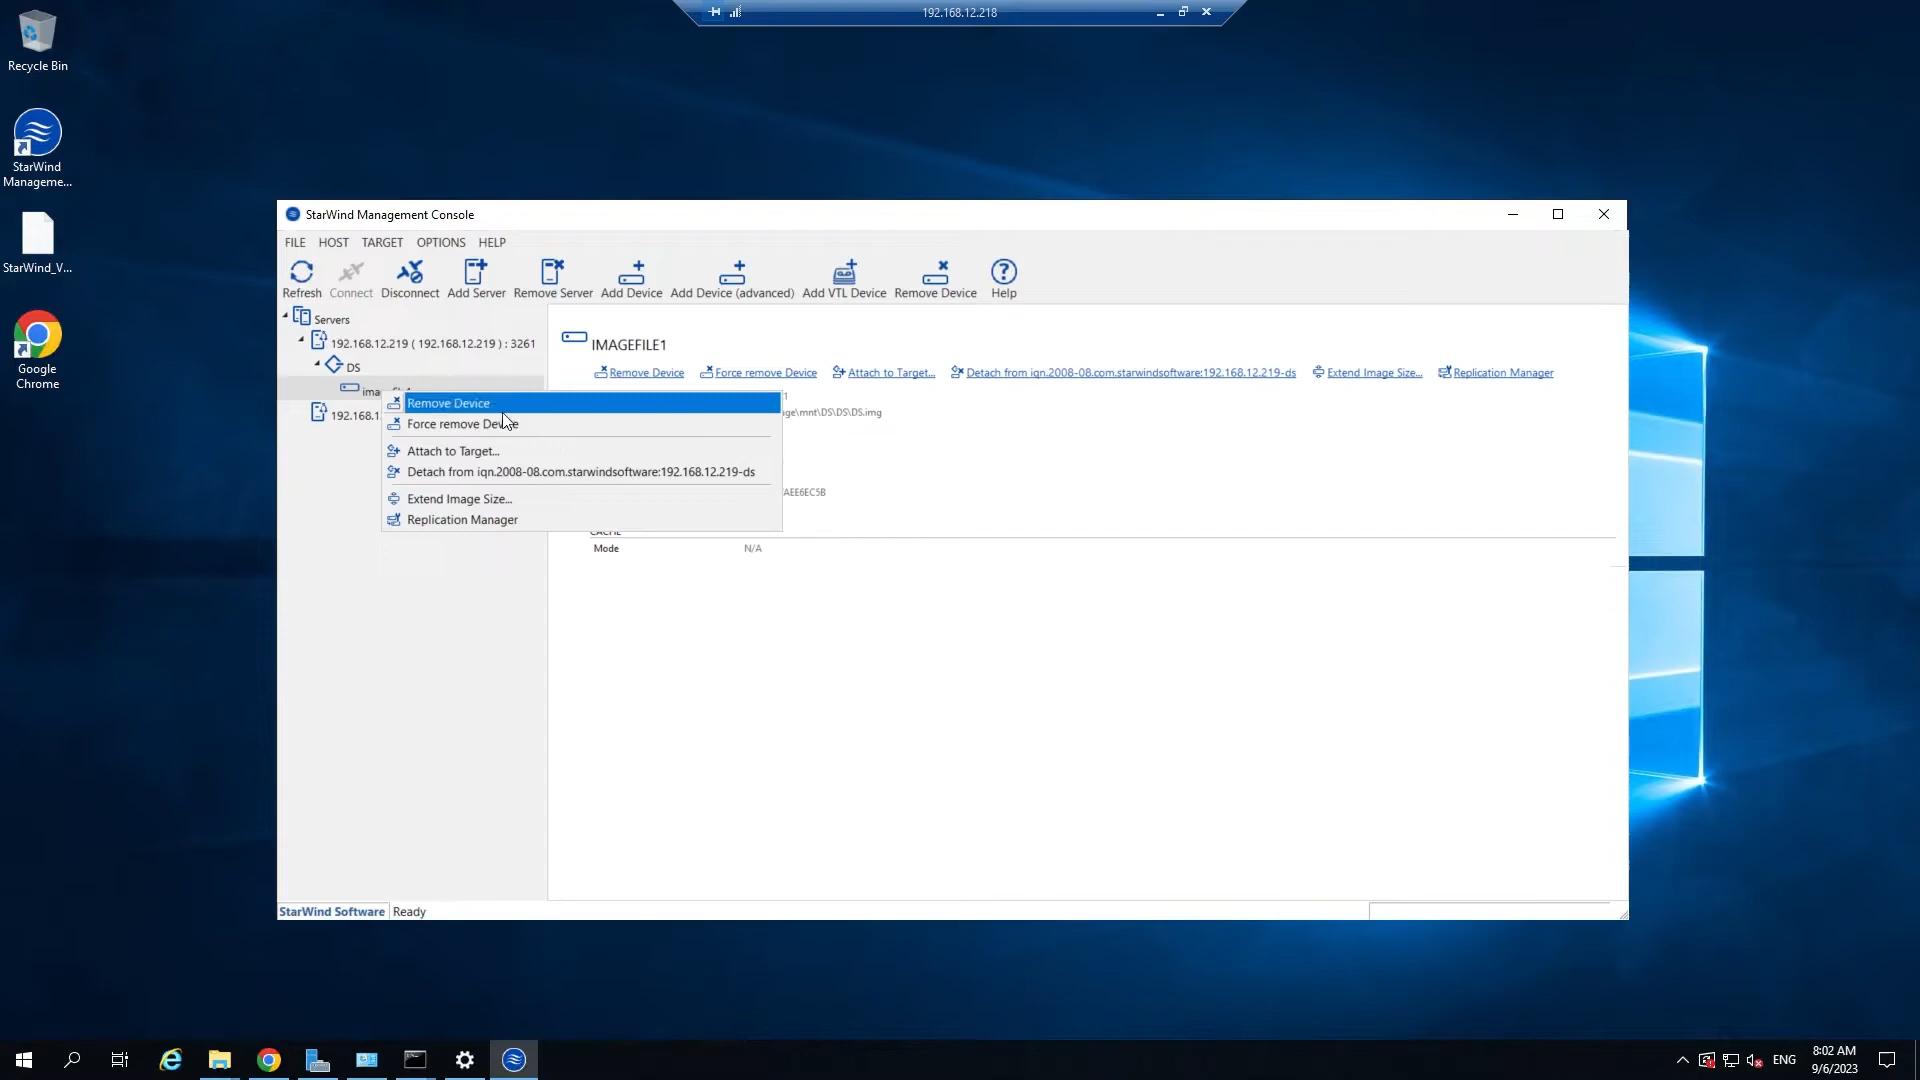 192.168.12.218
Recycle Bin
StarWind
Manageme...
StarWind_V...
Google
Chrome
StarWind Management Console
FILE HOST TARGET OPTIONS HELP
Refresh Connect Disconnect Add Server Remove Server Add Device Add Device (advanced) Add VTL Device Remove Device Help
Servers
192.168.12.219 ( 192.168.12.219 ) : 3261
DS
192.168.1
IMAGEFILE1
Remove Device Force remove Device Attach to Target... Detach from iqn.2008-08.com.starwindsoftware:192.168.12.219-ds Extend Image Size... Replication Manager
1
age\mnt\DS\DS\DS.img
AEE6EC5B
CACHE
Mode N/A
Remove Device
Force remove Device
Attach to Target...
Detach from iqn.2008-08.com.starwindsoftware:192.168.12.219-ds
Extend Image Size...
Replication Manager
StarWind Software Ready
ENG
8:02 AM
9/6/2023